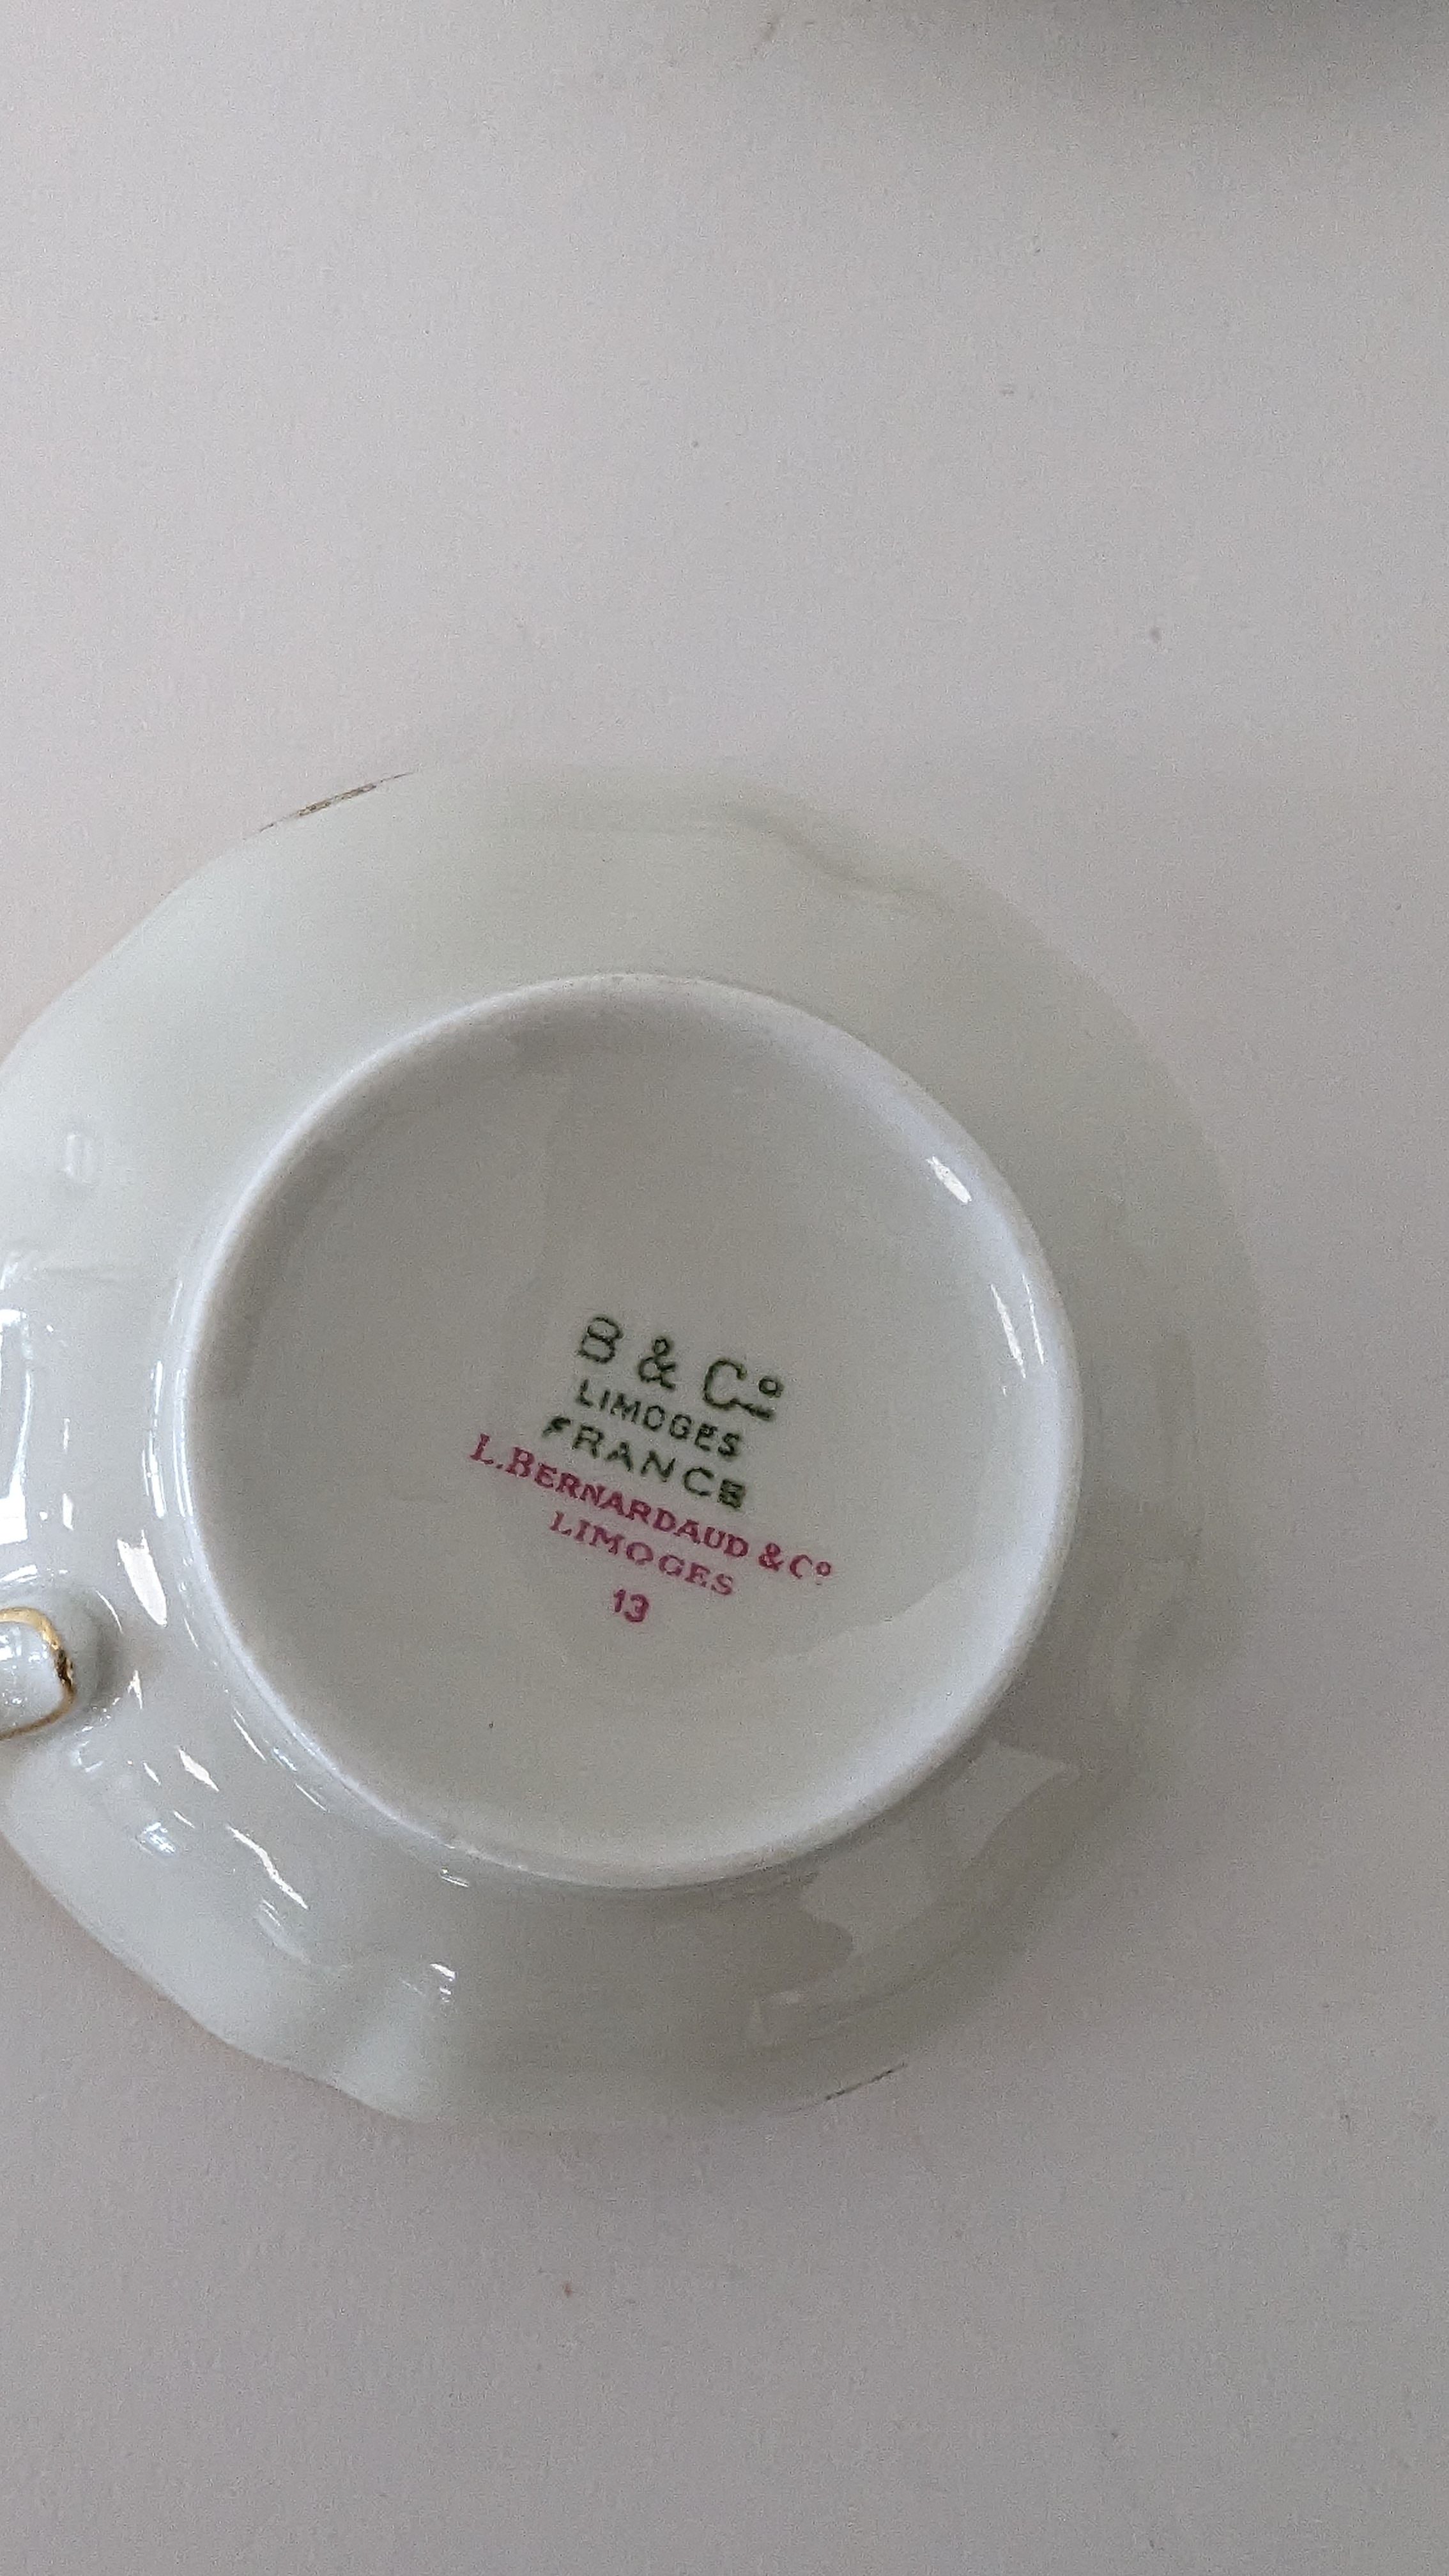 B & Cº
LIMOGES
FRANCE
L. BERNARDAUD & Cº
LIMOGES
13